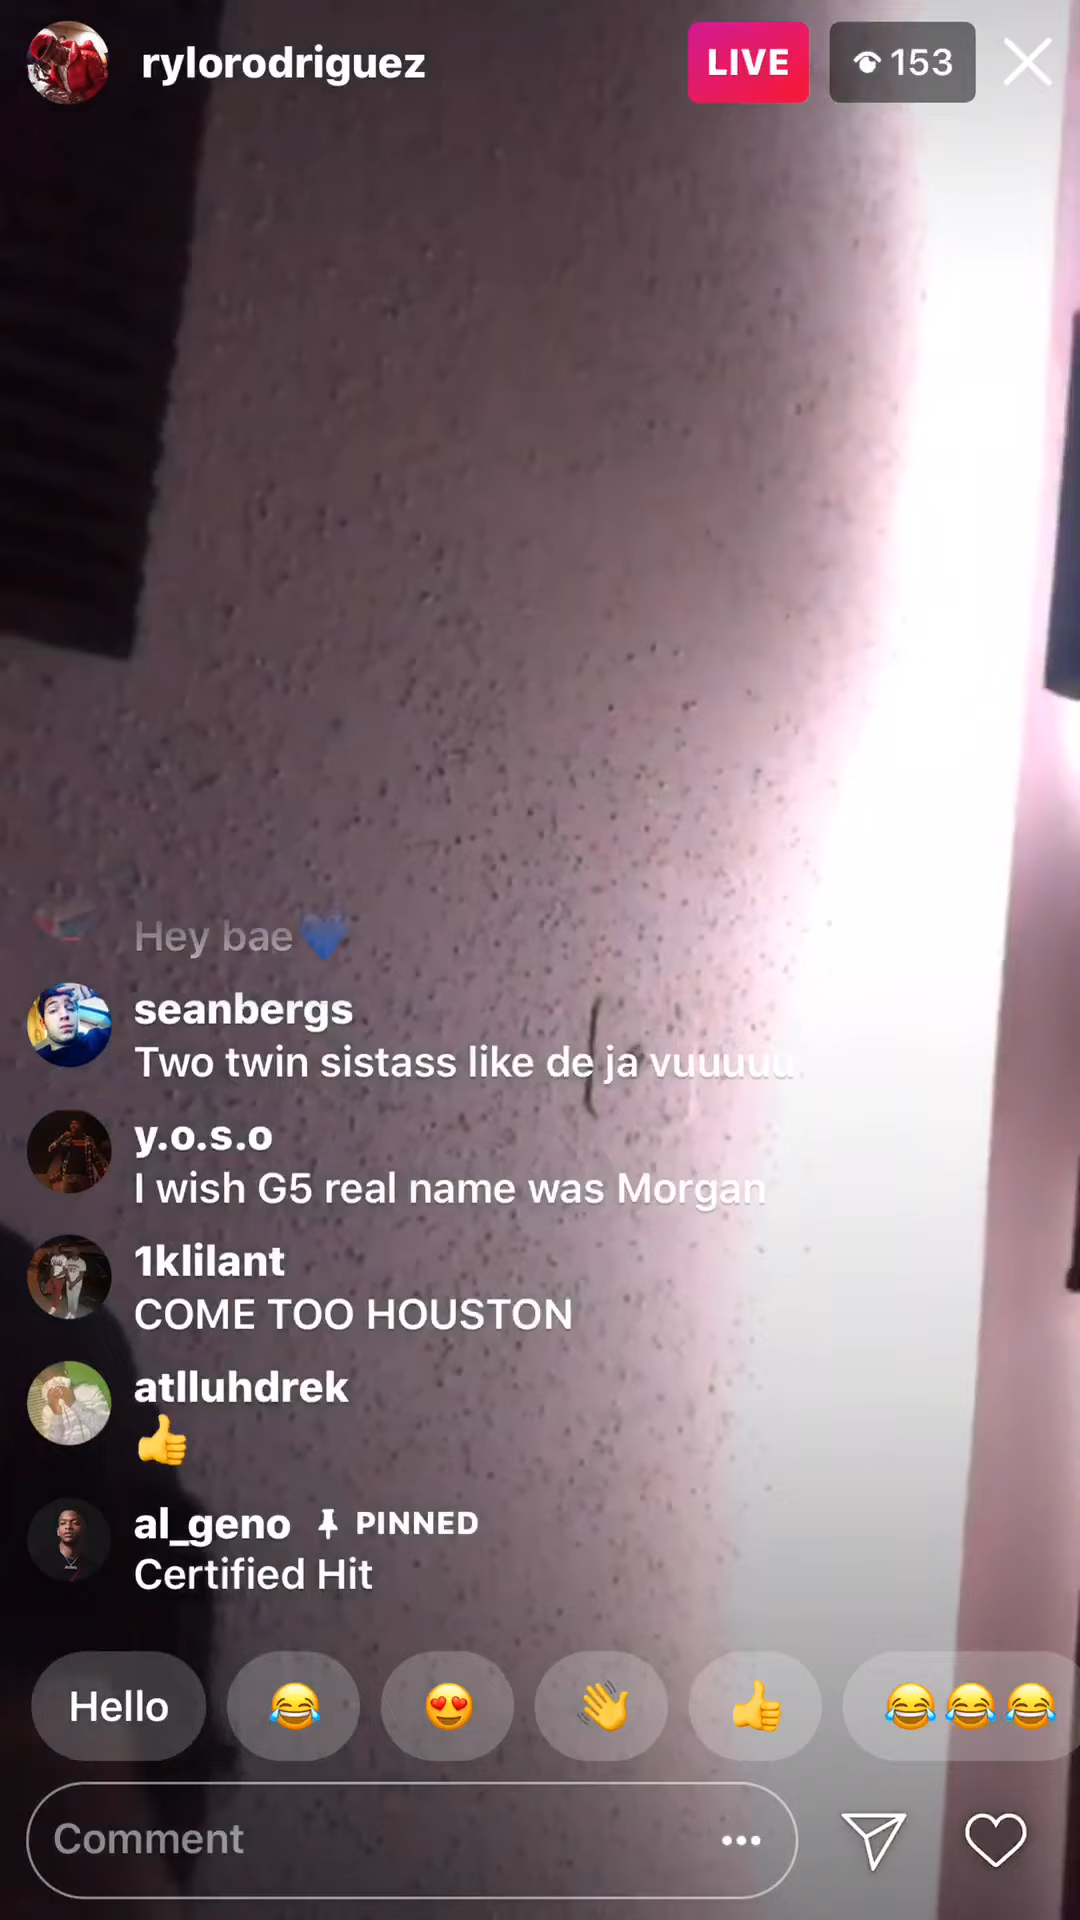 rylorodriguez
LIVE
153
Hey bae💙
seanbergs
Two twin sistass like de ja vuuuuu
y.o.s.o
I wish G5 real name was Morgan
1klilant
COME TOO HOUSTON
atlluhdrek
👍
al_geno PINNED
Certified Hit
Hello 😂 😍 👋 👍 😂😂😂
Comment